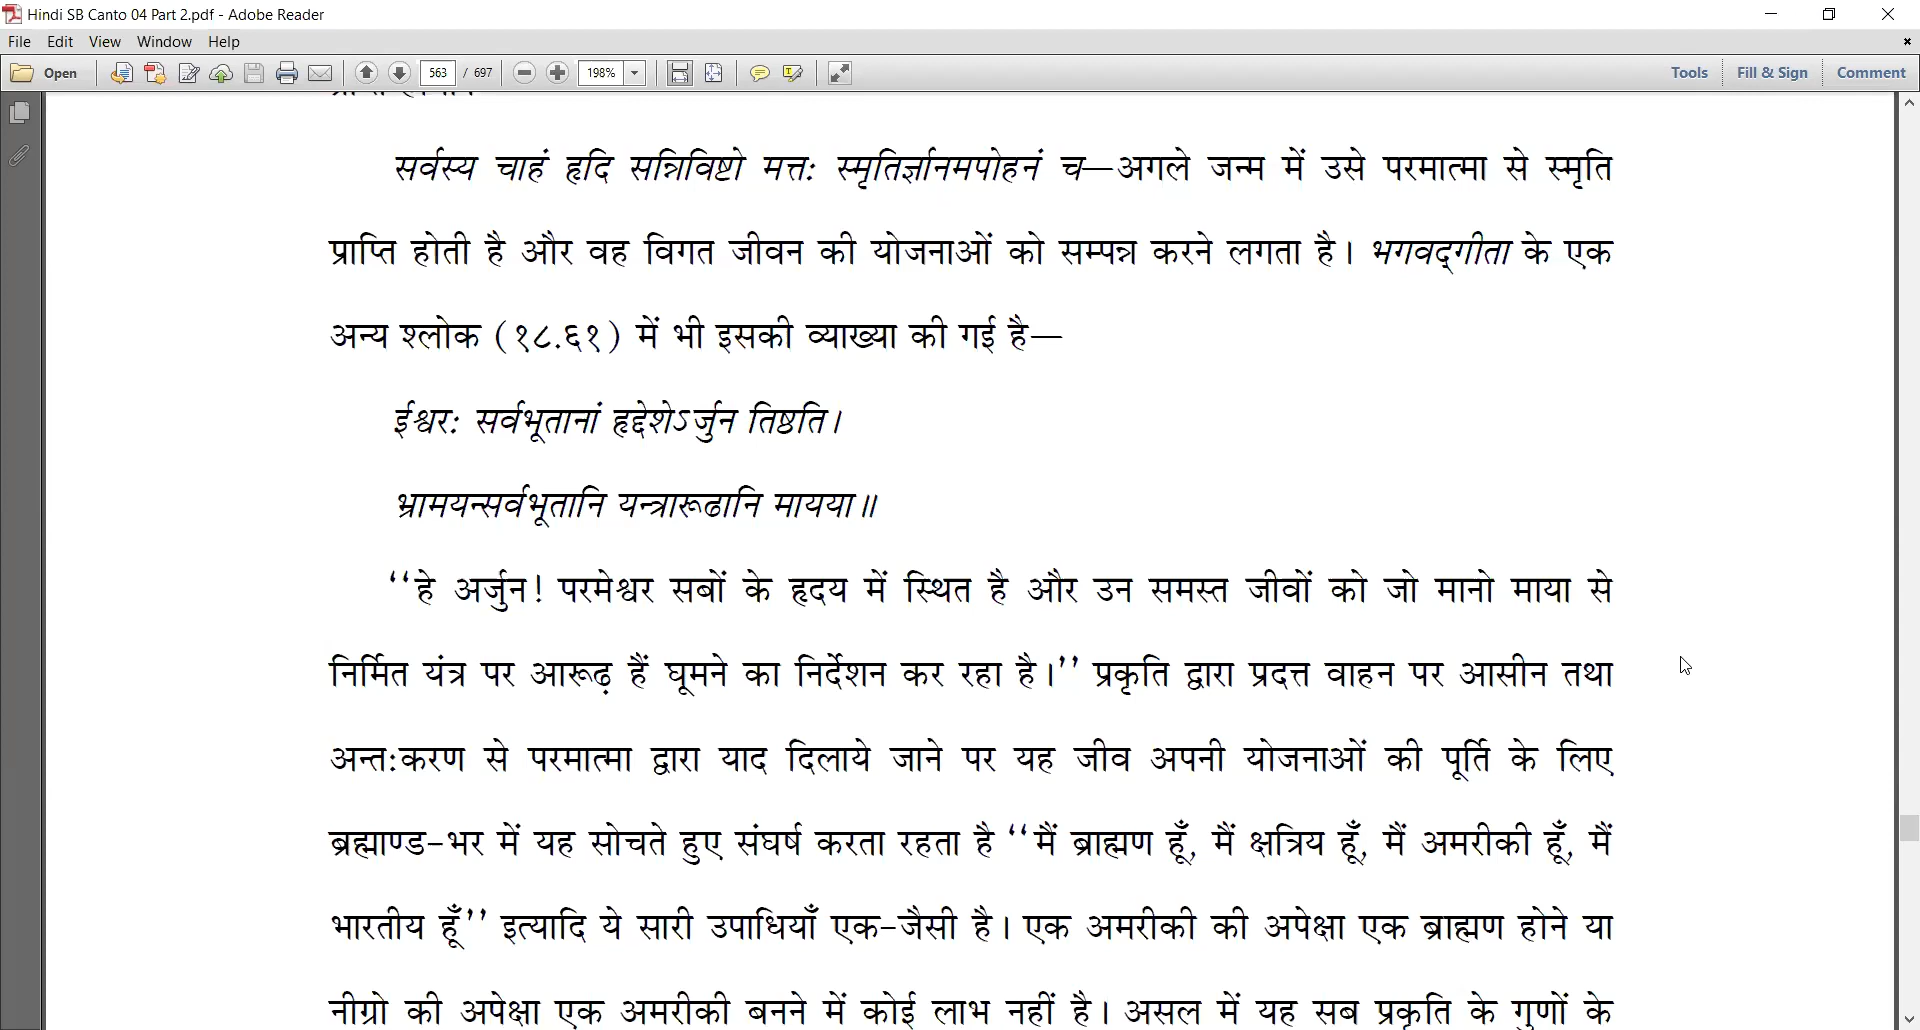 Hindi SB Canto 04 Part 2.pdf - Adobe Reader
File Edit View Window Help
Open 563 / 697 198% Tools Fill & Sign Comment
सर्वस्य चाहं हृदि सन्निविष्टो मत्तः स्मृतिर्ज्ञानमपोहनं च—अगले जन्म में उसे परमात्मा से स्मृति
प्राप्ति होती है और वह विगत जीवन की योजनाओं को सम्पन्न करने लगता है। भगवद्गीता के एक
अन्य श्लोक (१८.६१) में भी इसकी व्याख्या की गई है—
ईश्वरः सर्वभूतानां हृद्देशेऽर्जुन तिष्ठति।
भ्रामयन्सर्वभूतानि यन्त्रारूढानि मायया॥
‘‘हे अर्जुन! परमेश्वर सबों के हृदय में स्थित है और उन समस्त जीवों को जो मानो माया से
निर्मित यंत्र पर आरूढ़ हैं घूमने का निर्देशन कर रहा है।’’ प्रकृति द्वारा प्रदत्त वाहन पर आसीन तथा
अन्तःकरण से परमात्मा द्वारा याद दिलाये जाने पर यह जीव अपनी योजनाओं की पूर्ति के लिए
ब्रह्माण्ड-भर में यह सोचते हुए संघर्ष करता रहता है ‘‘मैं ब्राह्मण हूँ, मैं क्षत्रिय हूँ, मैं अमरीकी हूँ, मैं
भारतीय हूँ’’ इत्यादि ये सारी उपाधियाँ एक-जैसी है। एक अमरीकी की अपेक्षा एक ब्राह्मण होने या
नीग्रो की अपेक्षा एक अमरीकी बनने में कोई लाभ नहीं है। असल में यह सब प्रकृति के गुणों के